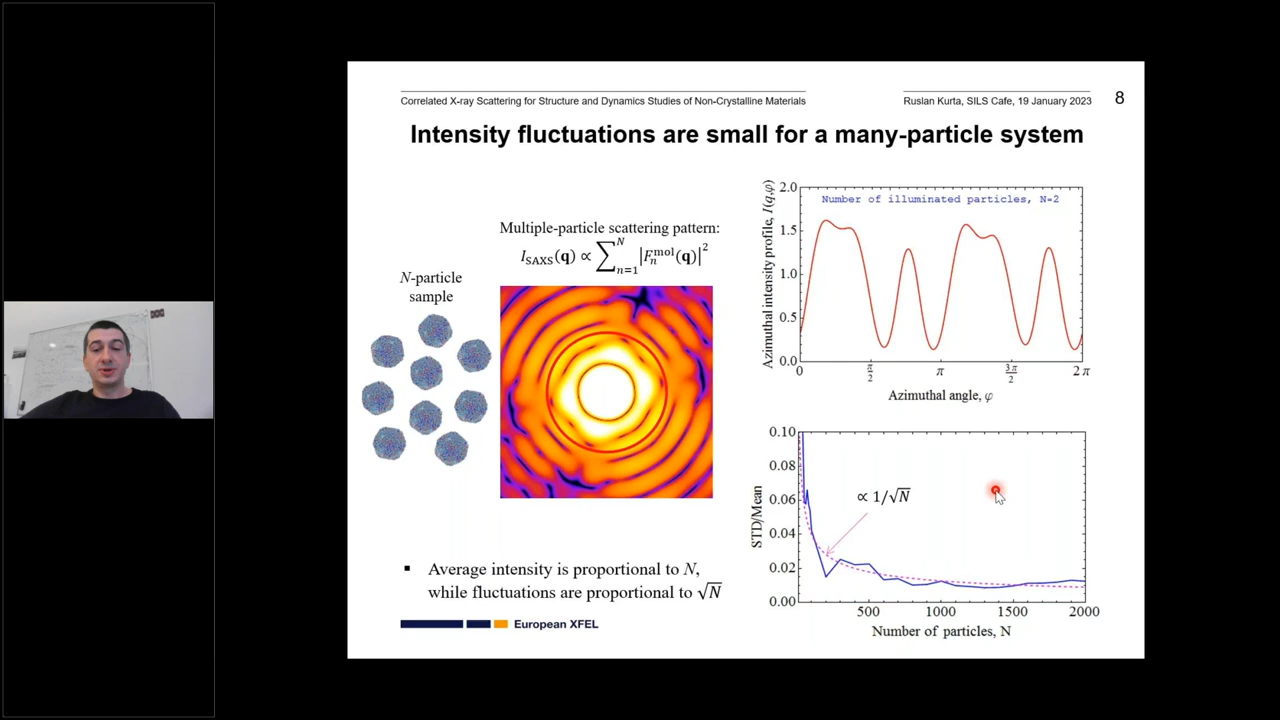 Correlated X-ray Scattering for Structure and Dynamics Studies of Non-Crystalline Materials
Ruslan Kurta, SILS Cafe, 19 January 2023
8
Intensity fluctuations are small for a many-particle system
N-particle
sample
Multiple-particle scattering pattern:
I_SAXS(q) ∝ ∑_{n=1}^{N} |F_n^mol(q)|^2
Azimuthal intensity profile, I(q,φ)
2.0
1.5
1.0
0.5
0.0
Number of illuminated particles, N=2
0
π/2
π
3π/2
2π
Azimuthal angle, φ
STD/Mean
0.10
0.08
0.06
0.04
0.02
0.00
∝ 1/√N
500
1000
1500
2000
Number of particles, N
▪ Average intensity is proportional to N,
while fluctuations are proportional to √N
European XFEL